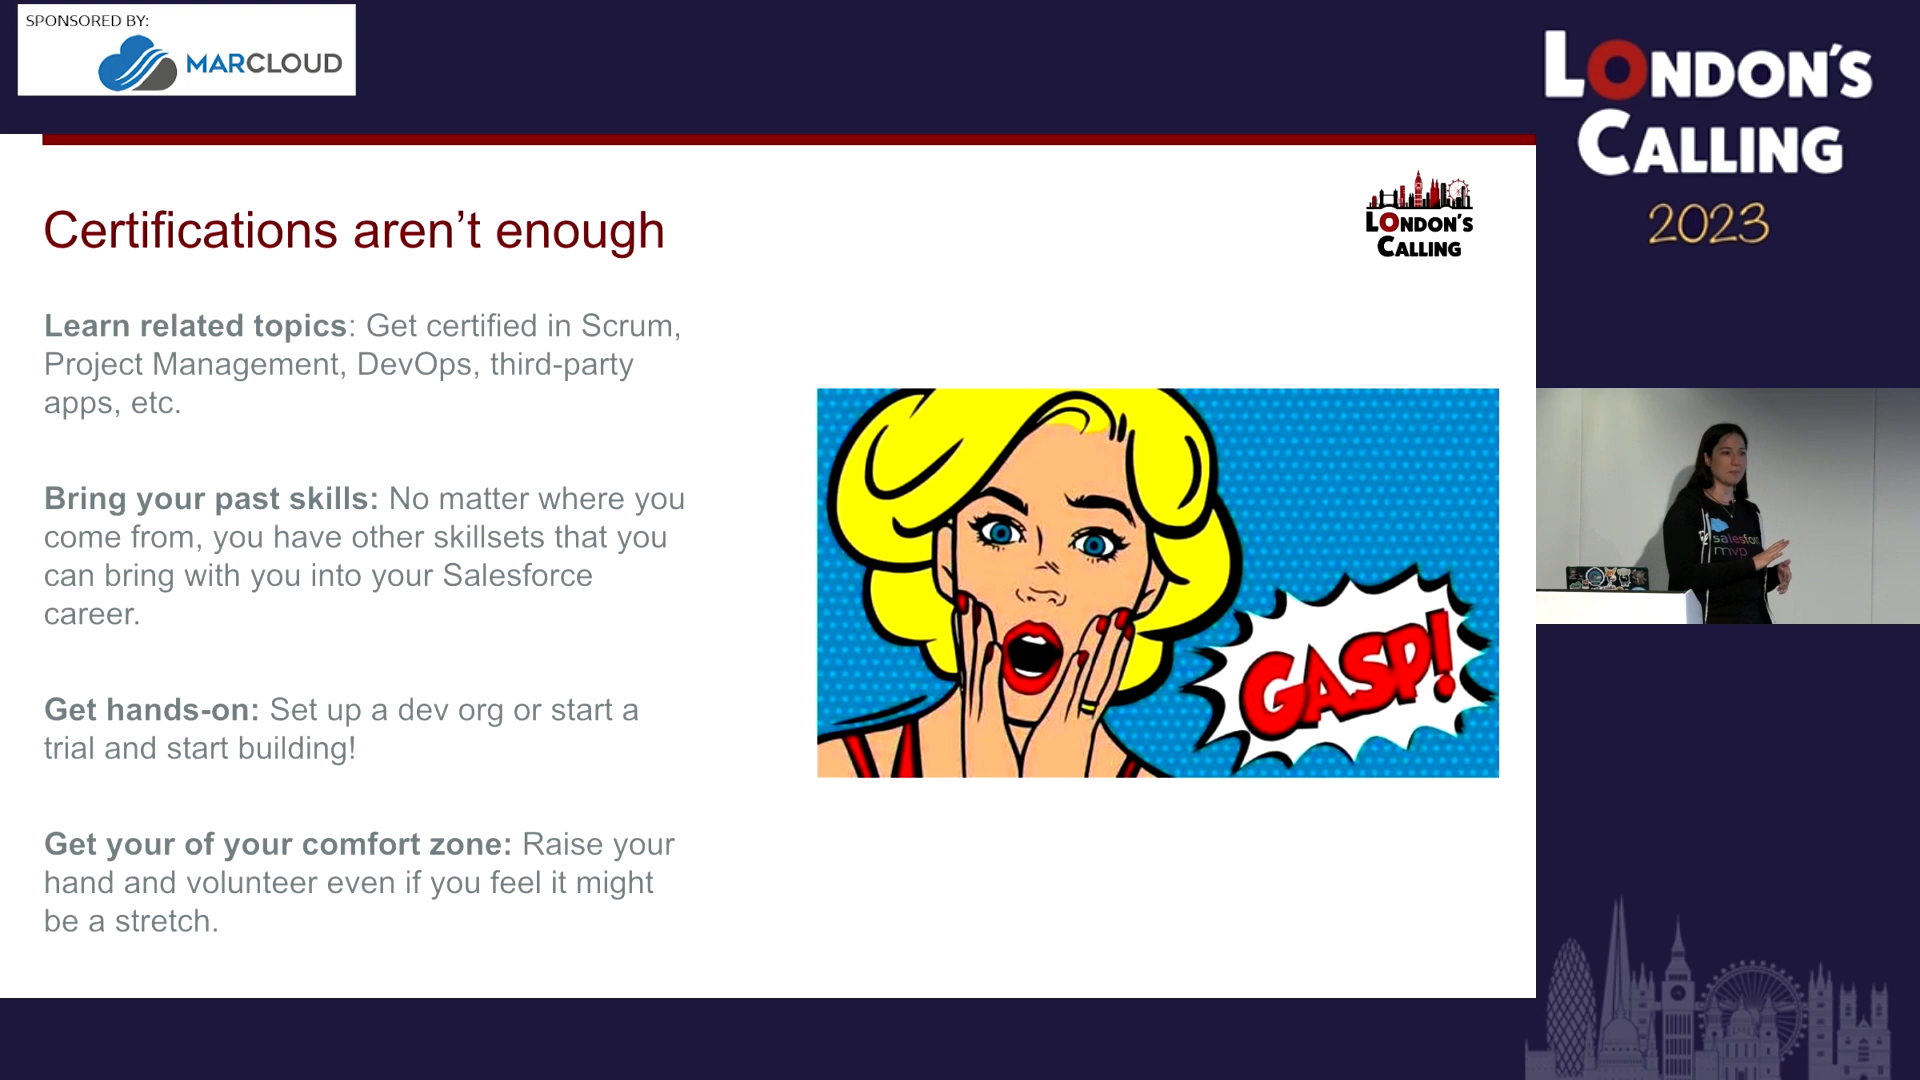 SPONSORED BY:
MARCLOUD
LONDON'S
CALLING
2023
LONDON'S
CALLING
Certifications aren't enough
Learn related topics: Get certified in Scrum,
Project Management, DevOps, third-party
apps, etc.
Bring your past skills: No matter where you
come from, you have other skillsets that you
can bring with you into your Salesforce
career.
Get hands-on: Set up a dev org or start a
trial and start building!
Get your of your comfort zone: Raise your
hand and volunteer even if you feel it might
be a stretch.
GASP!
salesfor
mvp